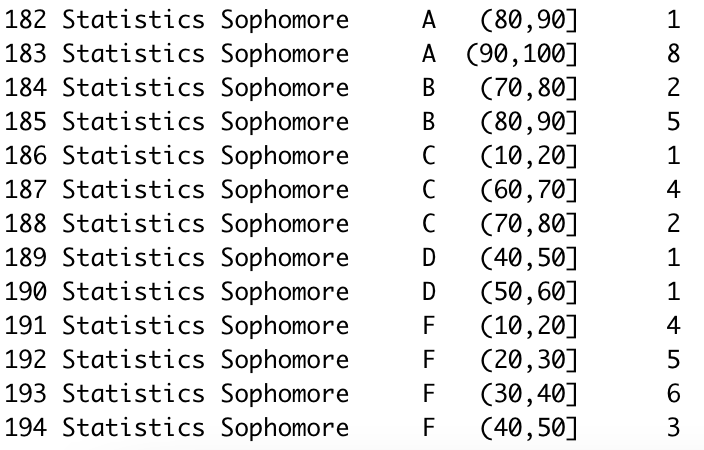 182 Statistics Sophomore A (80,90] 1
183 Statistics Sophomore A (90,100] 8
184 Statistics Sophomore B (70,80] 2
185 Statistics Sophomore B (80,90] 5
186 Statistics Sophomore C (10,20] 1
187 Statistics Sophomore C (60,70] 4
188 Statistics Sophomore C (70,80] 2
189 Statistics Sophomore D (40,50] 1
190 Statistics Sophomore D (50,60] 1
191 Statistics Sophomore F (10,20] 4
192 Statistics Sophomore F (20,30] 5
193 Statistics Sophomore F (30,40] 6
194 Statistics Sophomore F (40,50] 3